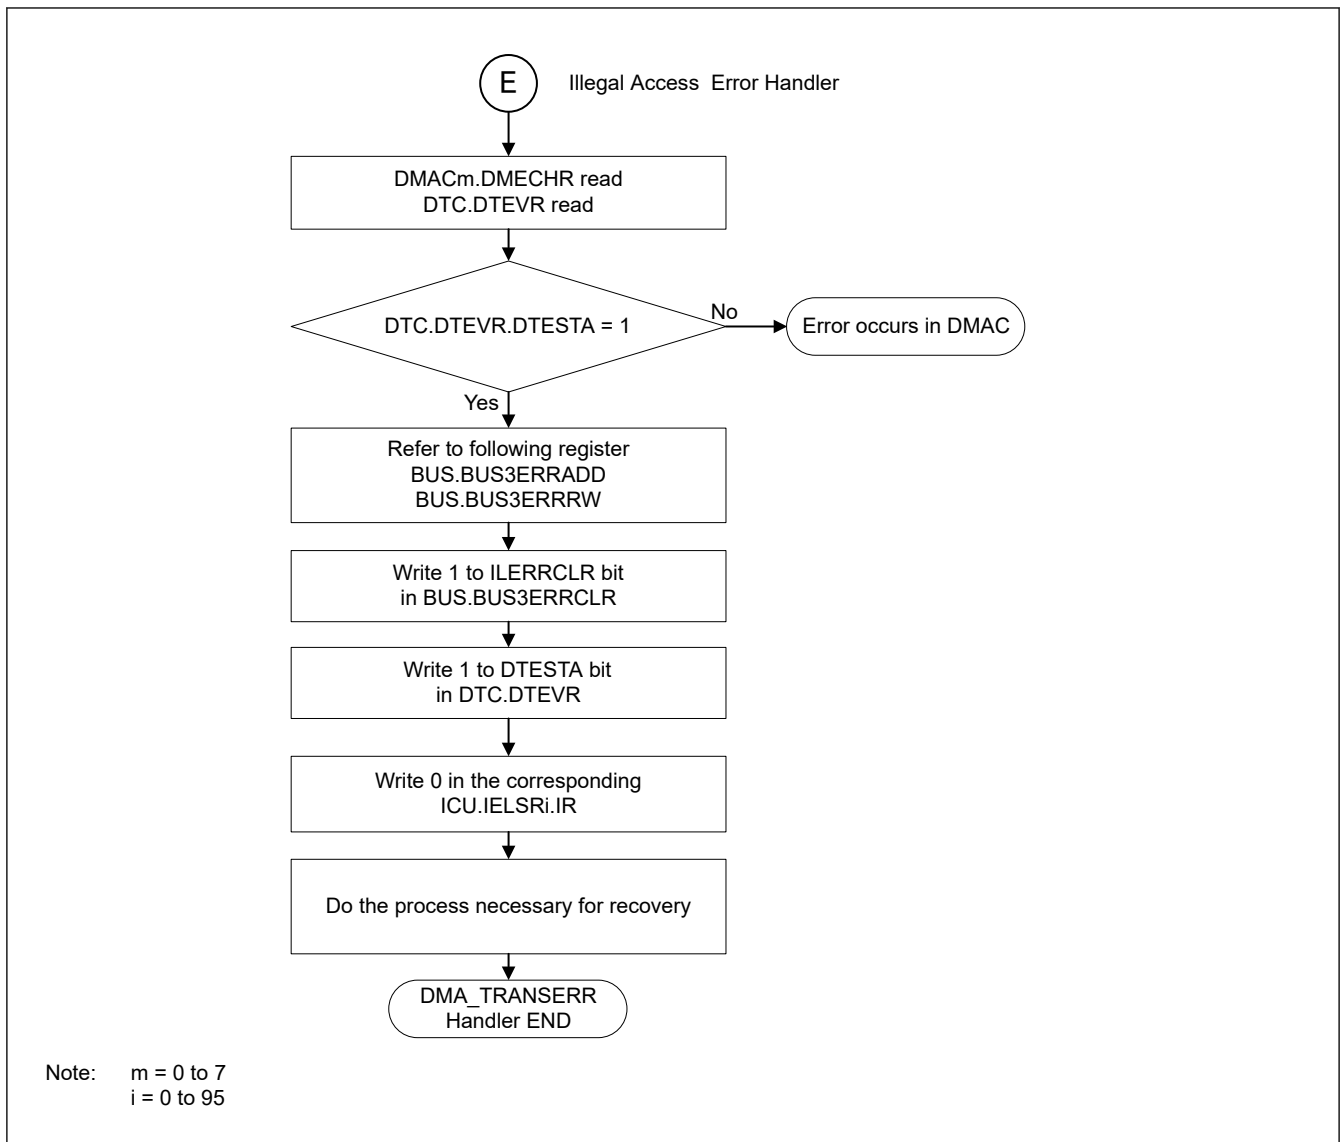 E
Illegal Access Error Handler
DMACm.DMECHR read
DTC.DTEVR read
DTC.DTEVR.DTESTA = 1
No
Error occurs in DMAC
Yes
Refer to following register
BUS.BUS3ERRADD
BUS.BUS3ERRRW
Write 1 to ILERRCLR bit
in BUS.BUS3ERRCLR
Write 1 to DTESTA bit
in DTC.DTEVR
Write 0 in the corresponding
ICU.IELSRi.IR
Do the process necessary for recovery
DMA_TRANSERR
Handler END
Note: m = 0 to 7
i = 0 to 95